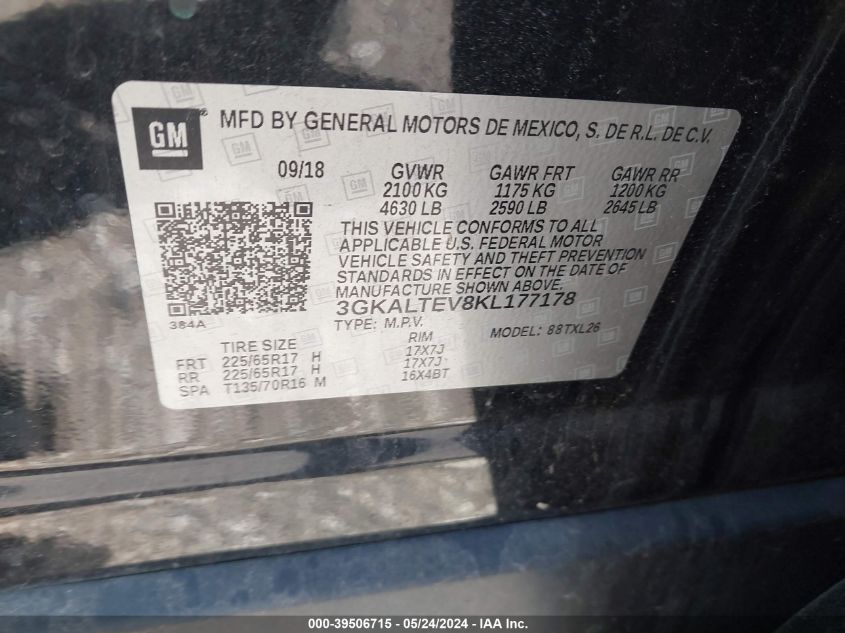 GM ® MFD BY GENERAL MOTORS DE MEXICO, S. DE R.L. DE C.V.
09/18 GVWR GAWR FRT GAWR RR
2100 KG 1175 KG 1200 KG
4630 LB 2590 LB 2645 LB
THIS VEHICLE CONFORMS TO ALL
APPLICABLE U.S. FEDERAL MOTOR
VEHICLE SAFETY AND THEFT PREVENTION
STANDARDS IN EFFECT ON THE DATE OF
MANUFACTURE SHOWN ABOVE.
384A 3GKALTEV8KL177178
TYPE: M.P.V. MODEL: 88TXL26
TIRE SIZE RIM
FRT 225/65R17 H 17X7J
RR 225/65R17 H 17X7J
SPA T135/70R16 M 16X4BT
000-39506715 - 05/24/2024 - IAA Inc.